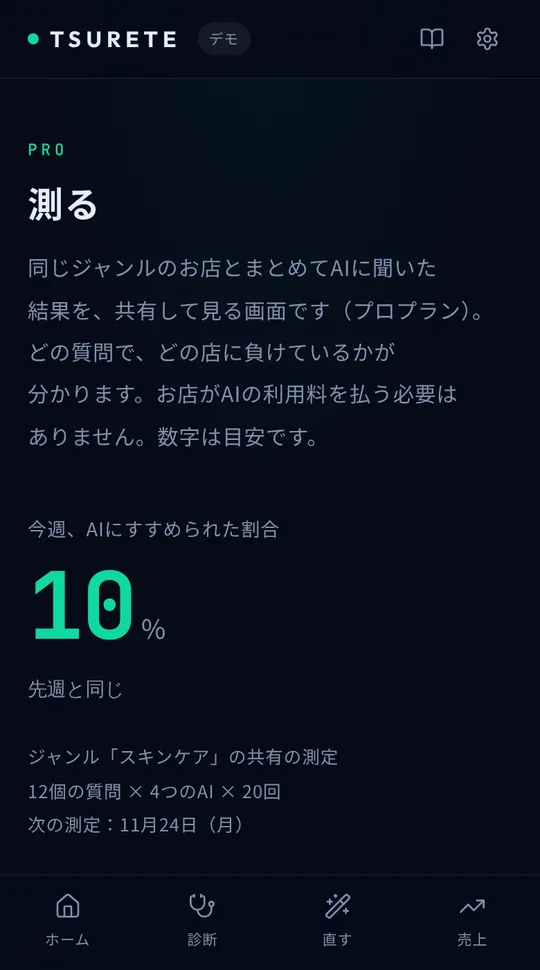 TSURETE デモ
PRO
測る
同じジャンルのお店とまとめてAIに聞いた
結果を、共有して見る画面です（プロプラン）。
どの質問で、どの店に負けているかが
分かります。お店がAIの利用料を払う必要は
ありません。数字は目安です。
今週、AIにすすめられた割合
10%
先週と同じ
ジャンル「スキンケア」の共有の測定
12個の質問 × 4つのAI × 20回
次の測定：11月24日（月）
ホーム 診断 直す 売上